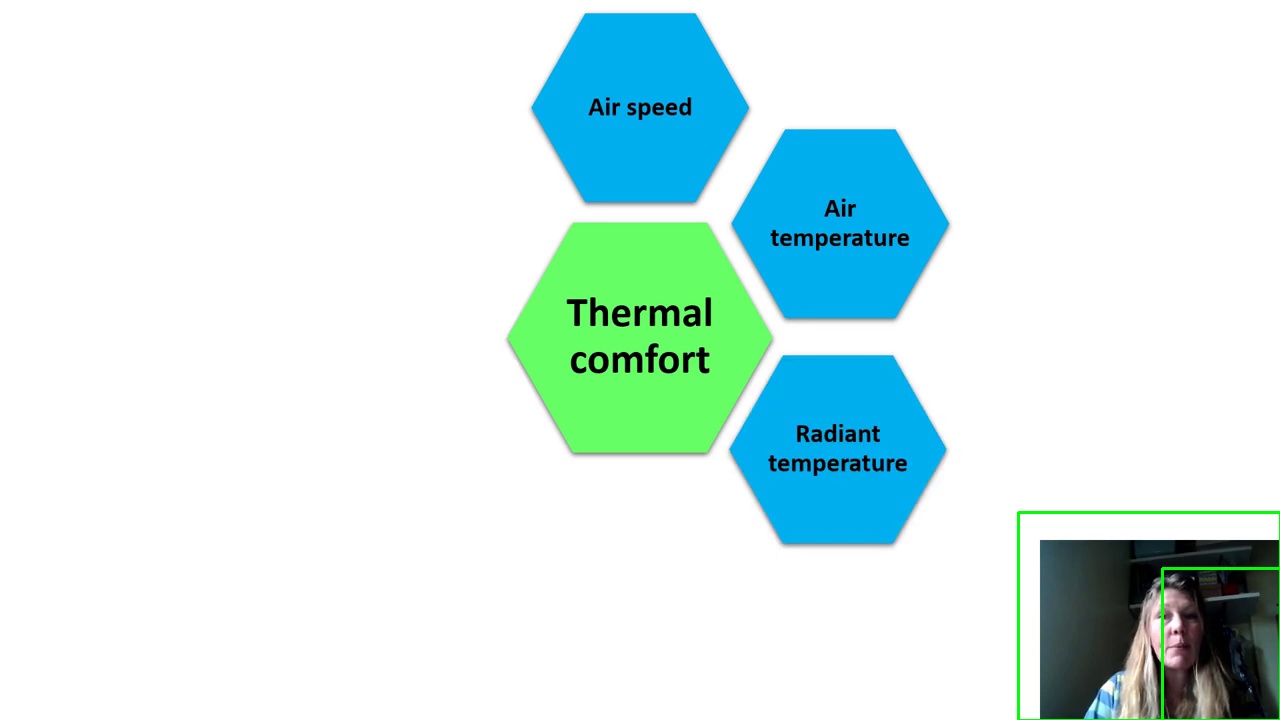 Air speed
Air
temperature
Thermal
comfort
Radiant
temperature